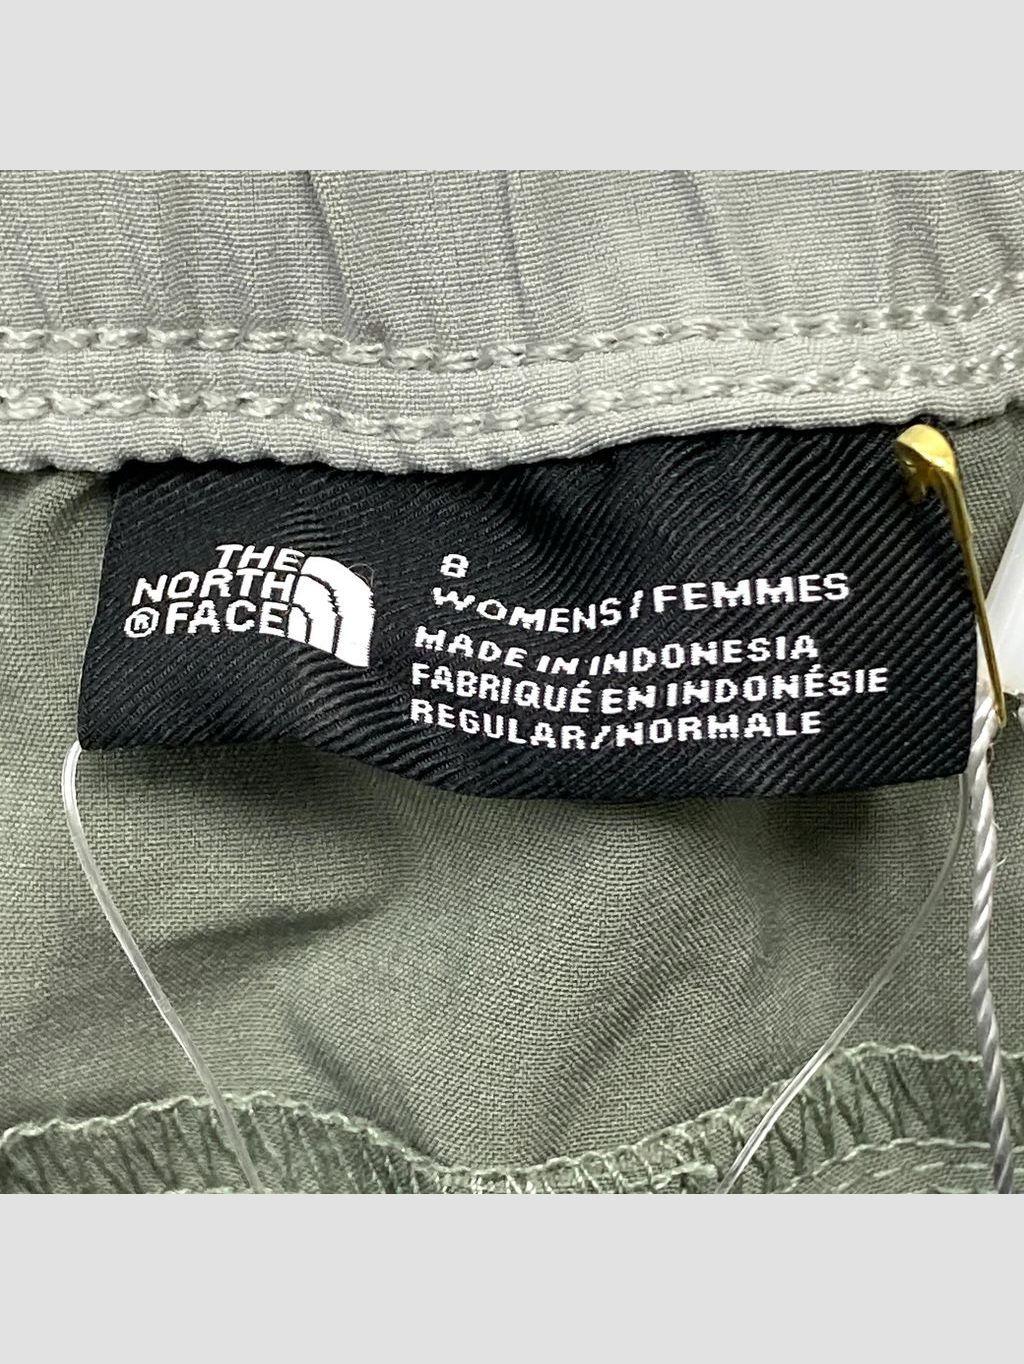 THE
NORTH
® FACE
8
WOMENS / FEMMES
MADE IN INDONESIA
FABRIQUÉ EN INDONÉSIE
REGULAR/NORMALE